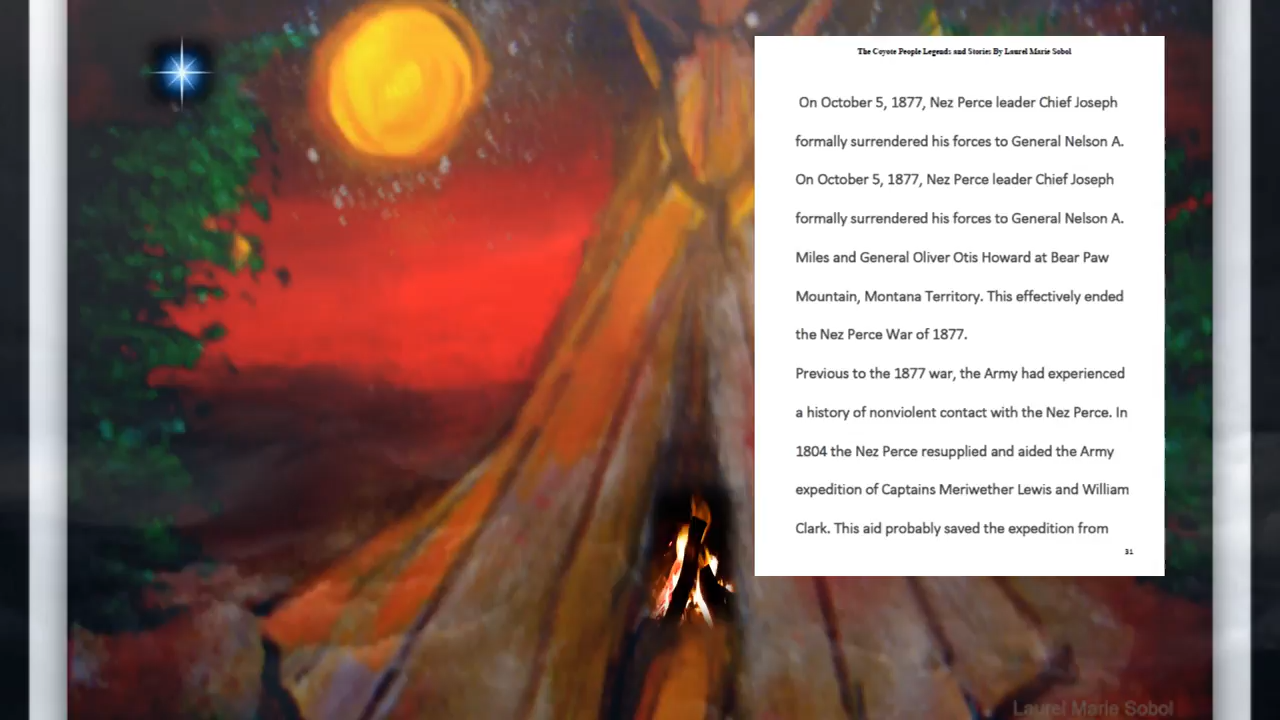 The Coyote People Legends and Stories By Laurel Marie Sobol
On October 5, 1877, Nez Perce leader Chief Joseph
formally surrendered his forces to General Nelson A.
On October 5, 1877, Nez Perce leader Chief Joseph
formally surrendered his forces to General Nelson A.
Miles and General Oliver Otis Howard at Bear Paw
Mountain, Montana Territory. This effectively ended
the Nez Perce War of 1877.
Previous to the 1877 war, the Army had experienced
a history of nonviolent contact with the Nez Perce. In
1804 the Nez Perce resupplied and aided the Army
expedition of Captains Meriwether Lewis and William
Clark. This aid probably saved the expedition from
31
Laurel Marie Sobol